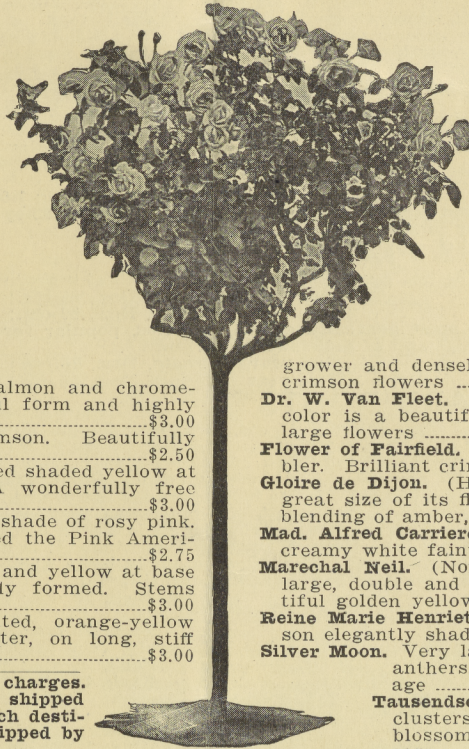 almon and chrome-
l form and highly
$3.00
nson. Beautifully
$2.50
ed shaded yellow at
A wonderfully free
$3.00
shade of rosy pink.
ed the Pink Ameri-
$2.75
and yellow at base
ly formed. Stems
$3.00
ted, orange-yellow
ter, on long, stiff
$3.00
charges.
shipped
ch desti-
ipped by
grower and densel
crimson flowers
Dr. W. Van Fleet.
color is a beautif
large flowers
Flower of Fairfield.
bler. Brilliant crin
Gloire de Dijon. (H
great size of its fl
blending of amber,
Mad. Alfred Carriere
creamy white fain
Marechal Neil. (No
large, double and
tiful golden yellow
Reine Marie Henriet
son elegantly shad
Silver Moon. Very la
anthers
age
Tausendsc
clusters
blossom